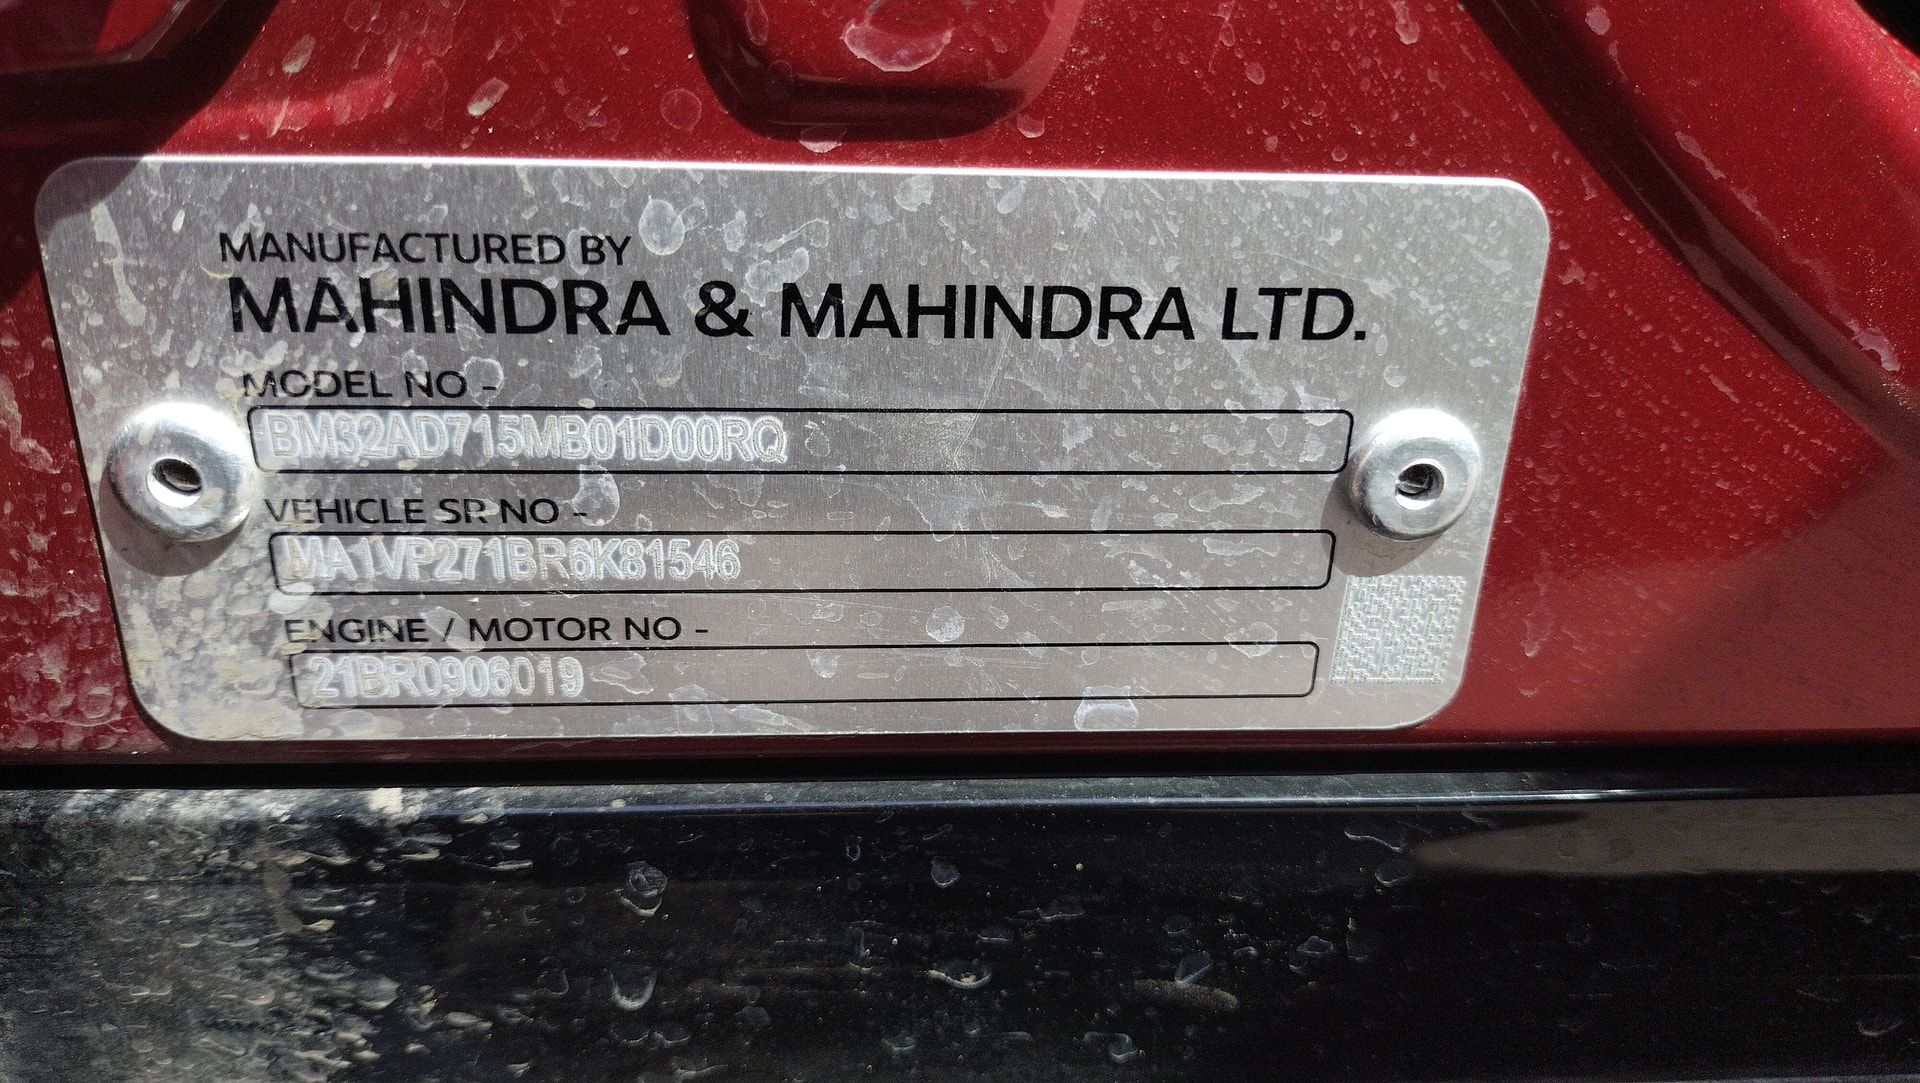 MANUFACTURED BY
MAHINDRA & MAHINDRA LTD.
MODEL NO -
BM32AD715MB01D00RQ
VEHICLE SR NO -
MA1VP271BR6K81546
ENGINE / MOTOR NO -
21BR0906019